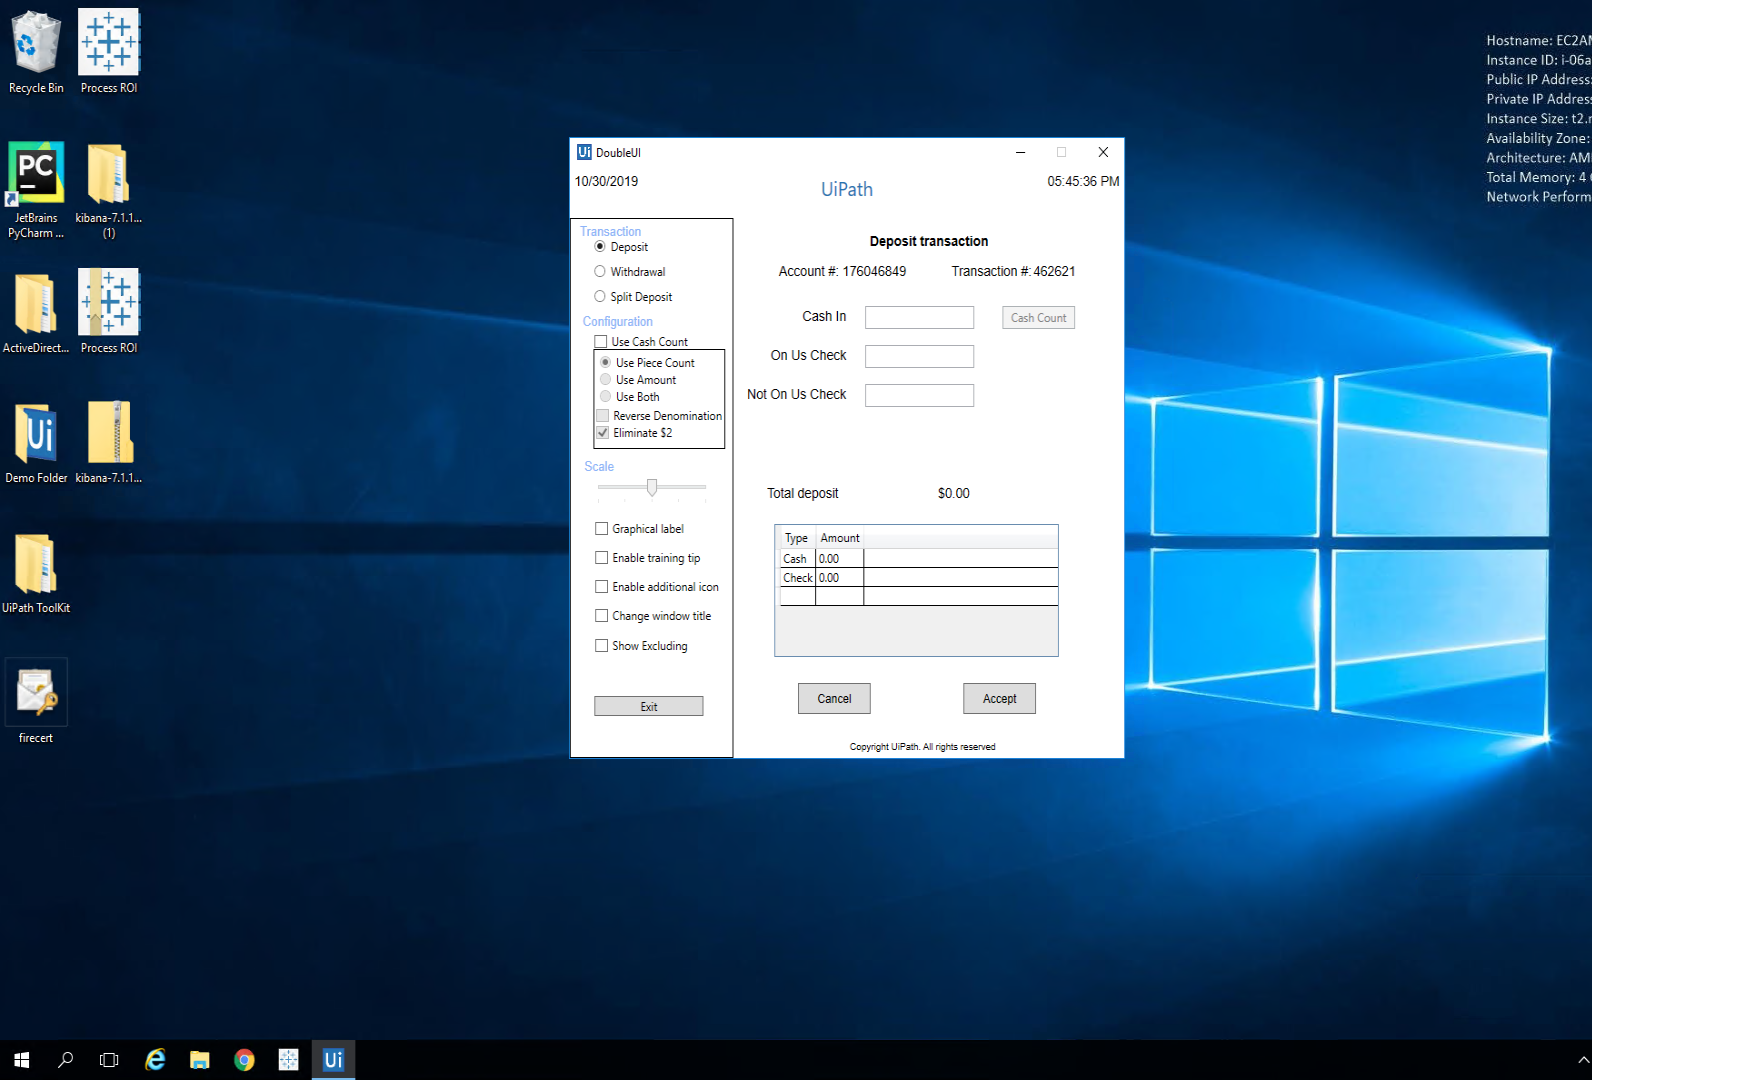 Recycle Bin
Process ROI
JetBrains
PyCharm ...
kibana-7.1.1...
(1)
ActiveDirect...
Process ROI
Demo Folder
kibana-7.1.1...
UiPath ToolKit
firecert
Hostname: EC2AM
Instance ID: i-06a
Public IP Address:
Private IP Address
Instance Size: t2.
Availability Zone:
Architecture: AM
Total Memory: 4
Network Perform
DoubleUI
10/30/2019
UiPath
05:45:36 PM
Transaction
Deposit
Withdrawal
Split Deposit
Configuration
Use Cash Count
Use Piece Count
Use Amount
Use Both
Reverse Denomination
Eliminate $2
Scale
Graphical label
Enable training tip
Enable additional icon
Change window title
Show Excluding
Exit
Deposit transaction
Account #: 176046849 Transaction #: 462621
Cash In
Cash Count
On Us Check
Not On Us Check
Total deposit $0.00
Type Amount
Cash 0.00
Check 0.00
Cancel
Accept
Copyright UiPath. All rights reserved